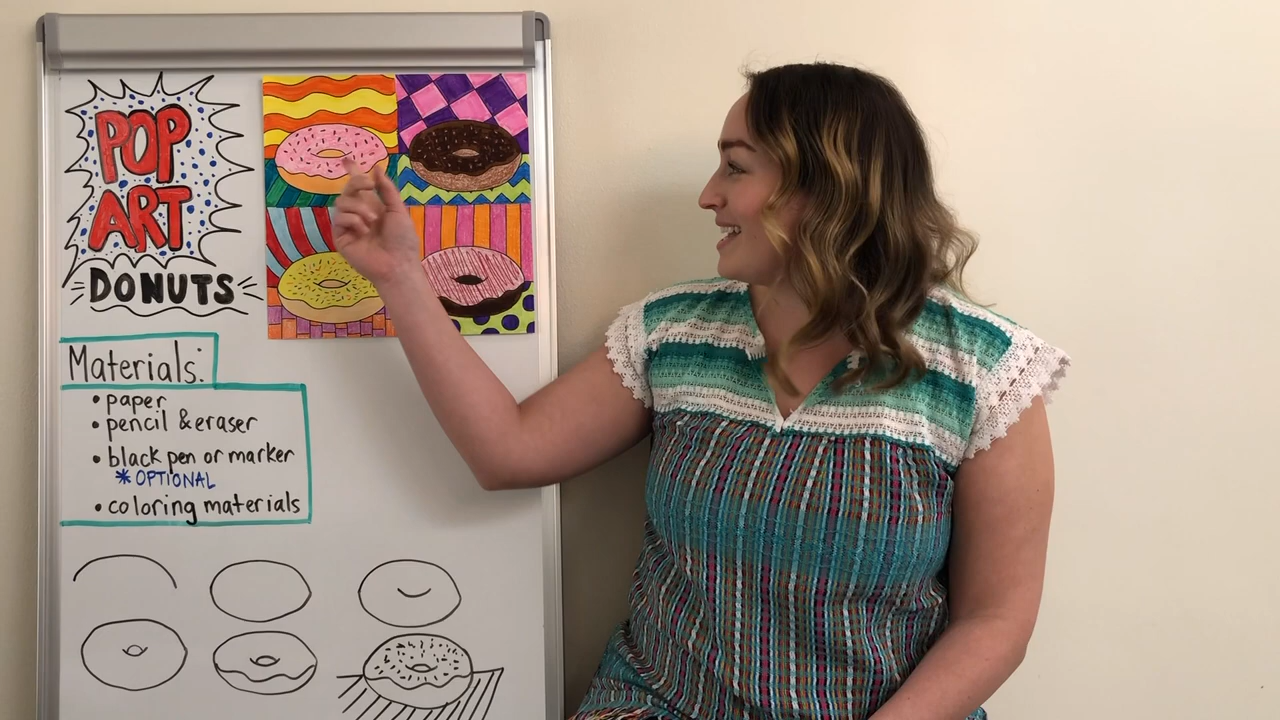 POP
ART
DONUTS
Materials:
• paper
• pencil & eraser
• black pen or marker
* OPTIONAL
• coloring materials